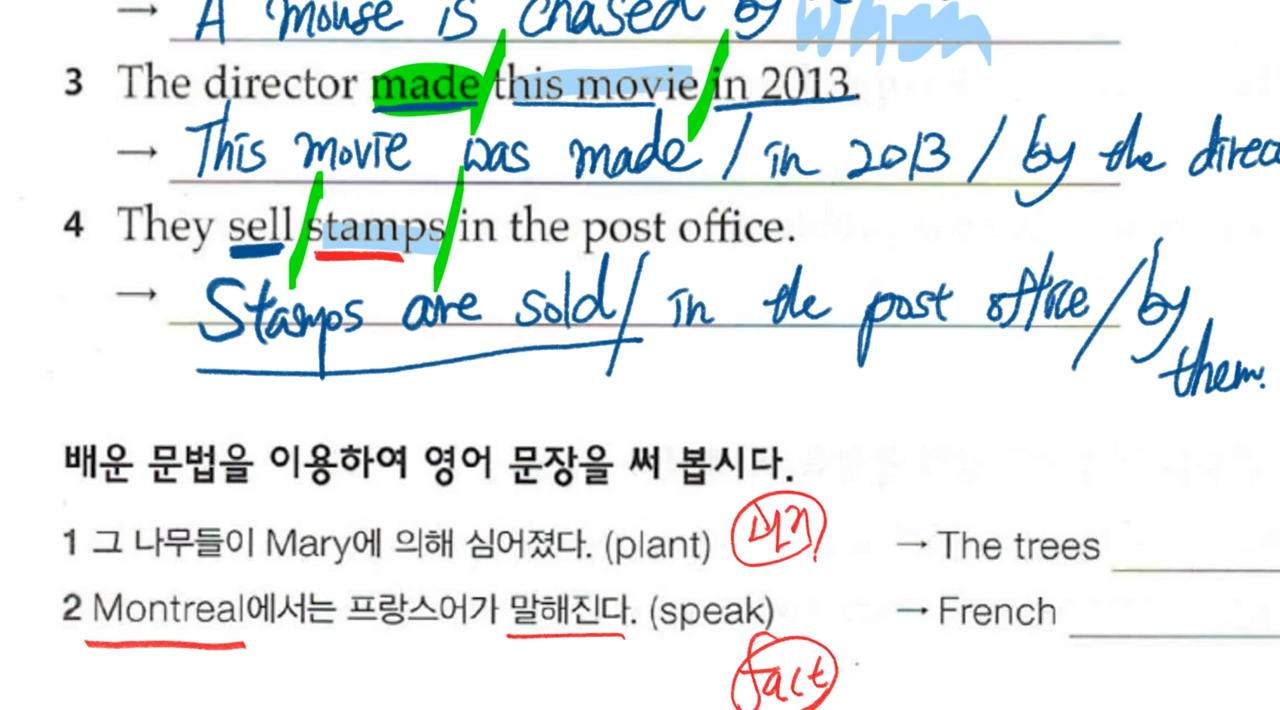 → A mouse is chased by
3 The director made this movie in 2013.
→ This movie was made / in 2013 / by the direc
4 They sell stamps in the post office.
→ Stamps are sold / in the post office / by them.
배운 문법을 이용하여 영어 문장을 써 봅시다.
1 그 나무들이 Mary에 의해 심어졌다. (plant) 과거 → The trees
2 Montreal에서는 프랑스어가 말해진다. (speak) → French
fact